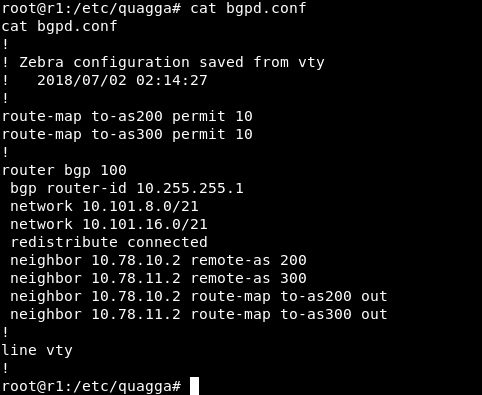 root@r1:/etc/quagga# cat bgpd.conf
cat bgpd.conf
!
! Zebra configuration saved from vty
!   2018/07/02 02:14:27
!
route-map to-as200 permit 10
route-map to-as300 permit 10
!
router bgp 100
 bgp router-id 10.255.255.1
 network 10.101.8.0/21
 network 10.101.16.0/21
 redistribute connected
 neighbor 10.78.10.2 remote-as 200
 neighbor 10.78.11.2 remote-as 300
 neighbor 10.78.10.2 route-map to-as200 out
 neighbor 10.78.11.2 route-map to-as300 out
!
line vty
!
root@r1:/etc/quagga#